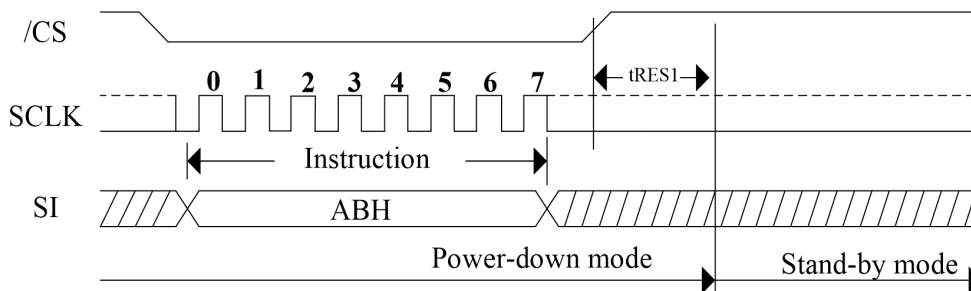 /CS
tRES1
0 1 2 3 4 5 6 7
SCLK
Instruction
SI
ABH
Power-down mode
Stand-by mode